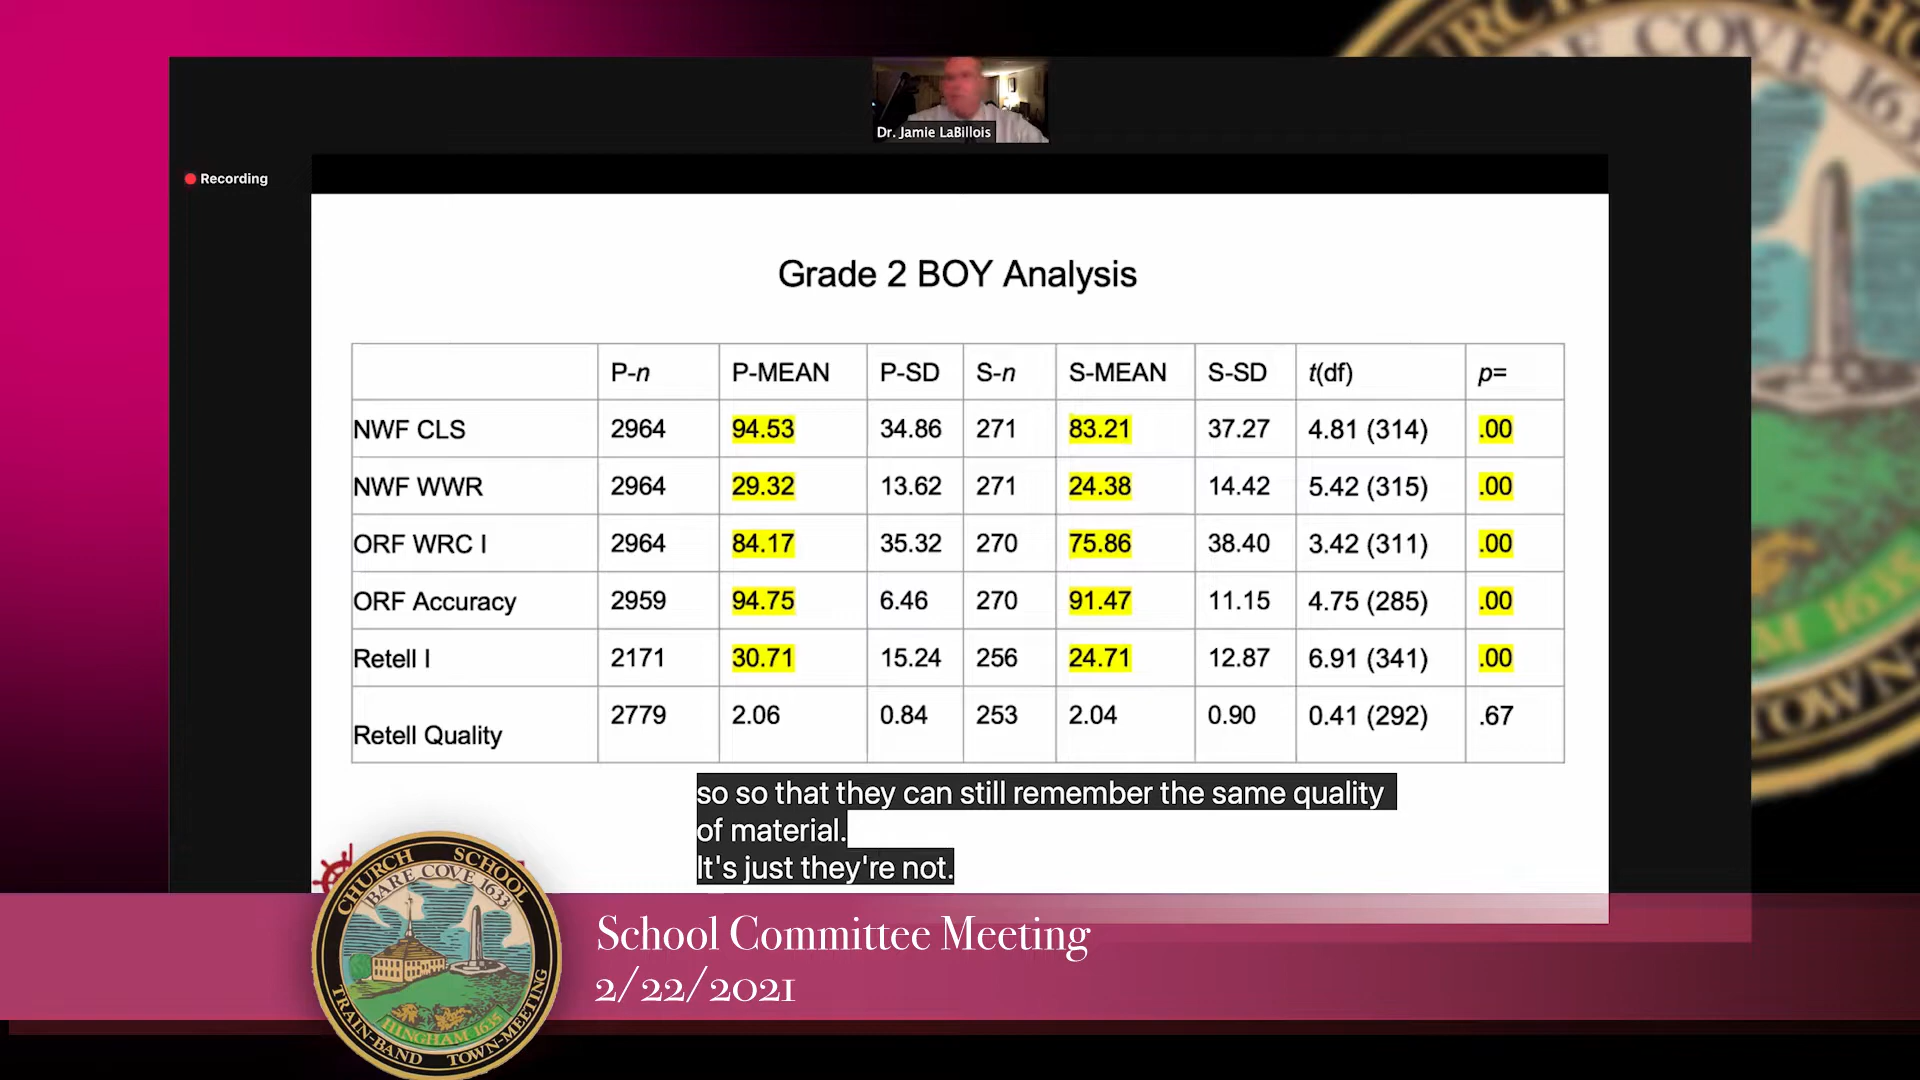 Dr. Jamie LaBillois
Recording
Grade 2 BOY Analysis
P-n P-MEAN P-SD S-n S-MEAN S-SD t(df) p=
NWF CLS 2964 94.53 34.86 271 83.21 37.27 4.81 (314) .00
NWF WWR 2964 29.32 13.62 271 24.38 14.42 5.42 (315) .00
ORF WRC I 2964 84.17 35.32 270 75.86 38.40 3.42 (311) .00
ORF Accuracy 2959 94.75 6.46 270 91.47 11.15 4.75 (285) .00
Retell I 2171 30.71 15.24 256 24.71 12.87 6.91 (341) .00
Retell Quality 2779 2.06 0.84 253 2.04 0.90 0.41 (292) .67
so so that they can still remember the same quality
of material.
It's just they're not.
CHURCH SCHOOL
BARE COVE 1633
HINGHAM 1635
TRAIN-BAND TOWN-MEETING
School Committee Meeting
2/22/2021